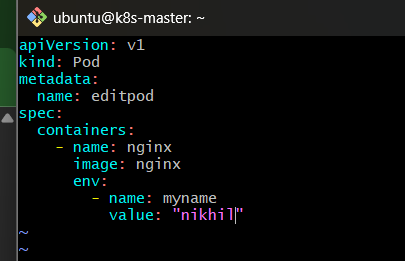 ubuntu@k8s-master: ~
apiVersion: v1
kind: Pod
metadata:
  name: editpod
spec:
  containers:
    - name: nginx
      image: nginx
      env:
        - name: myname
          value: "nikhil"
~
~